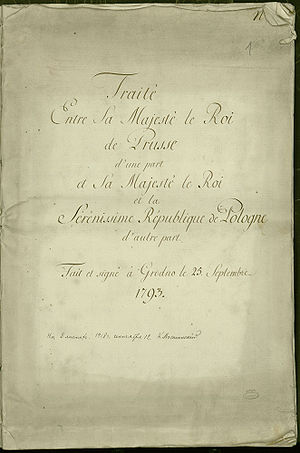 Traité
Entre Sa Majesté le Roi
de Prusse
d'une part
et Sa Majesté le Roi
et la
Sérénissime République de Pologne
d'autre part.
Fait et signé à Grodno le 25. Septembre
1793.